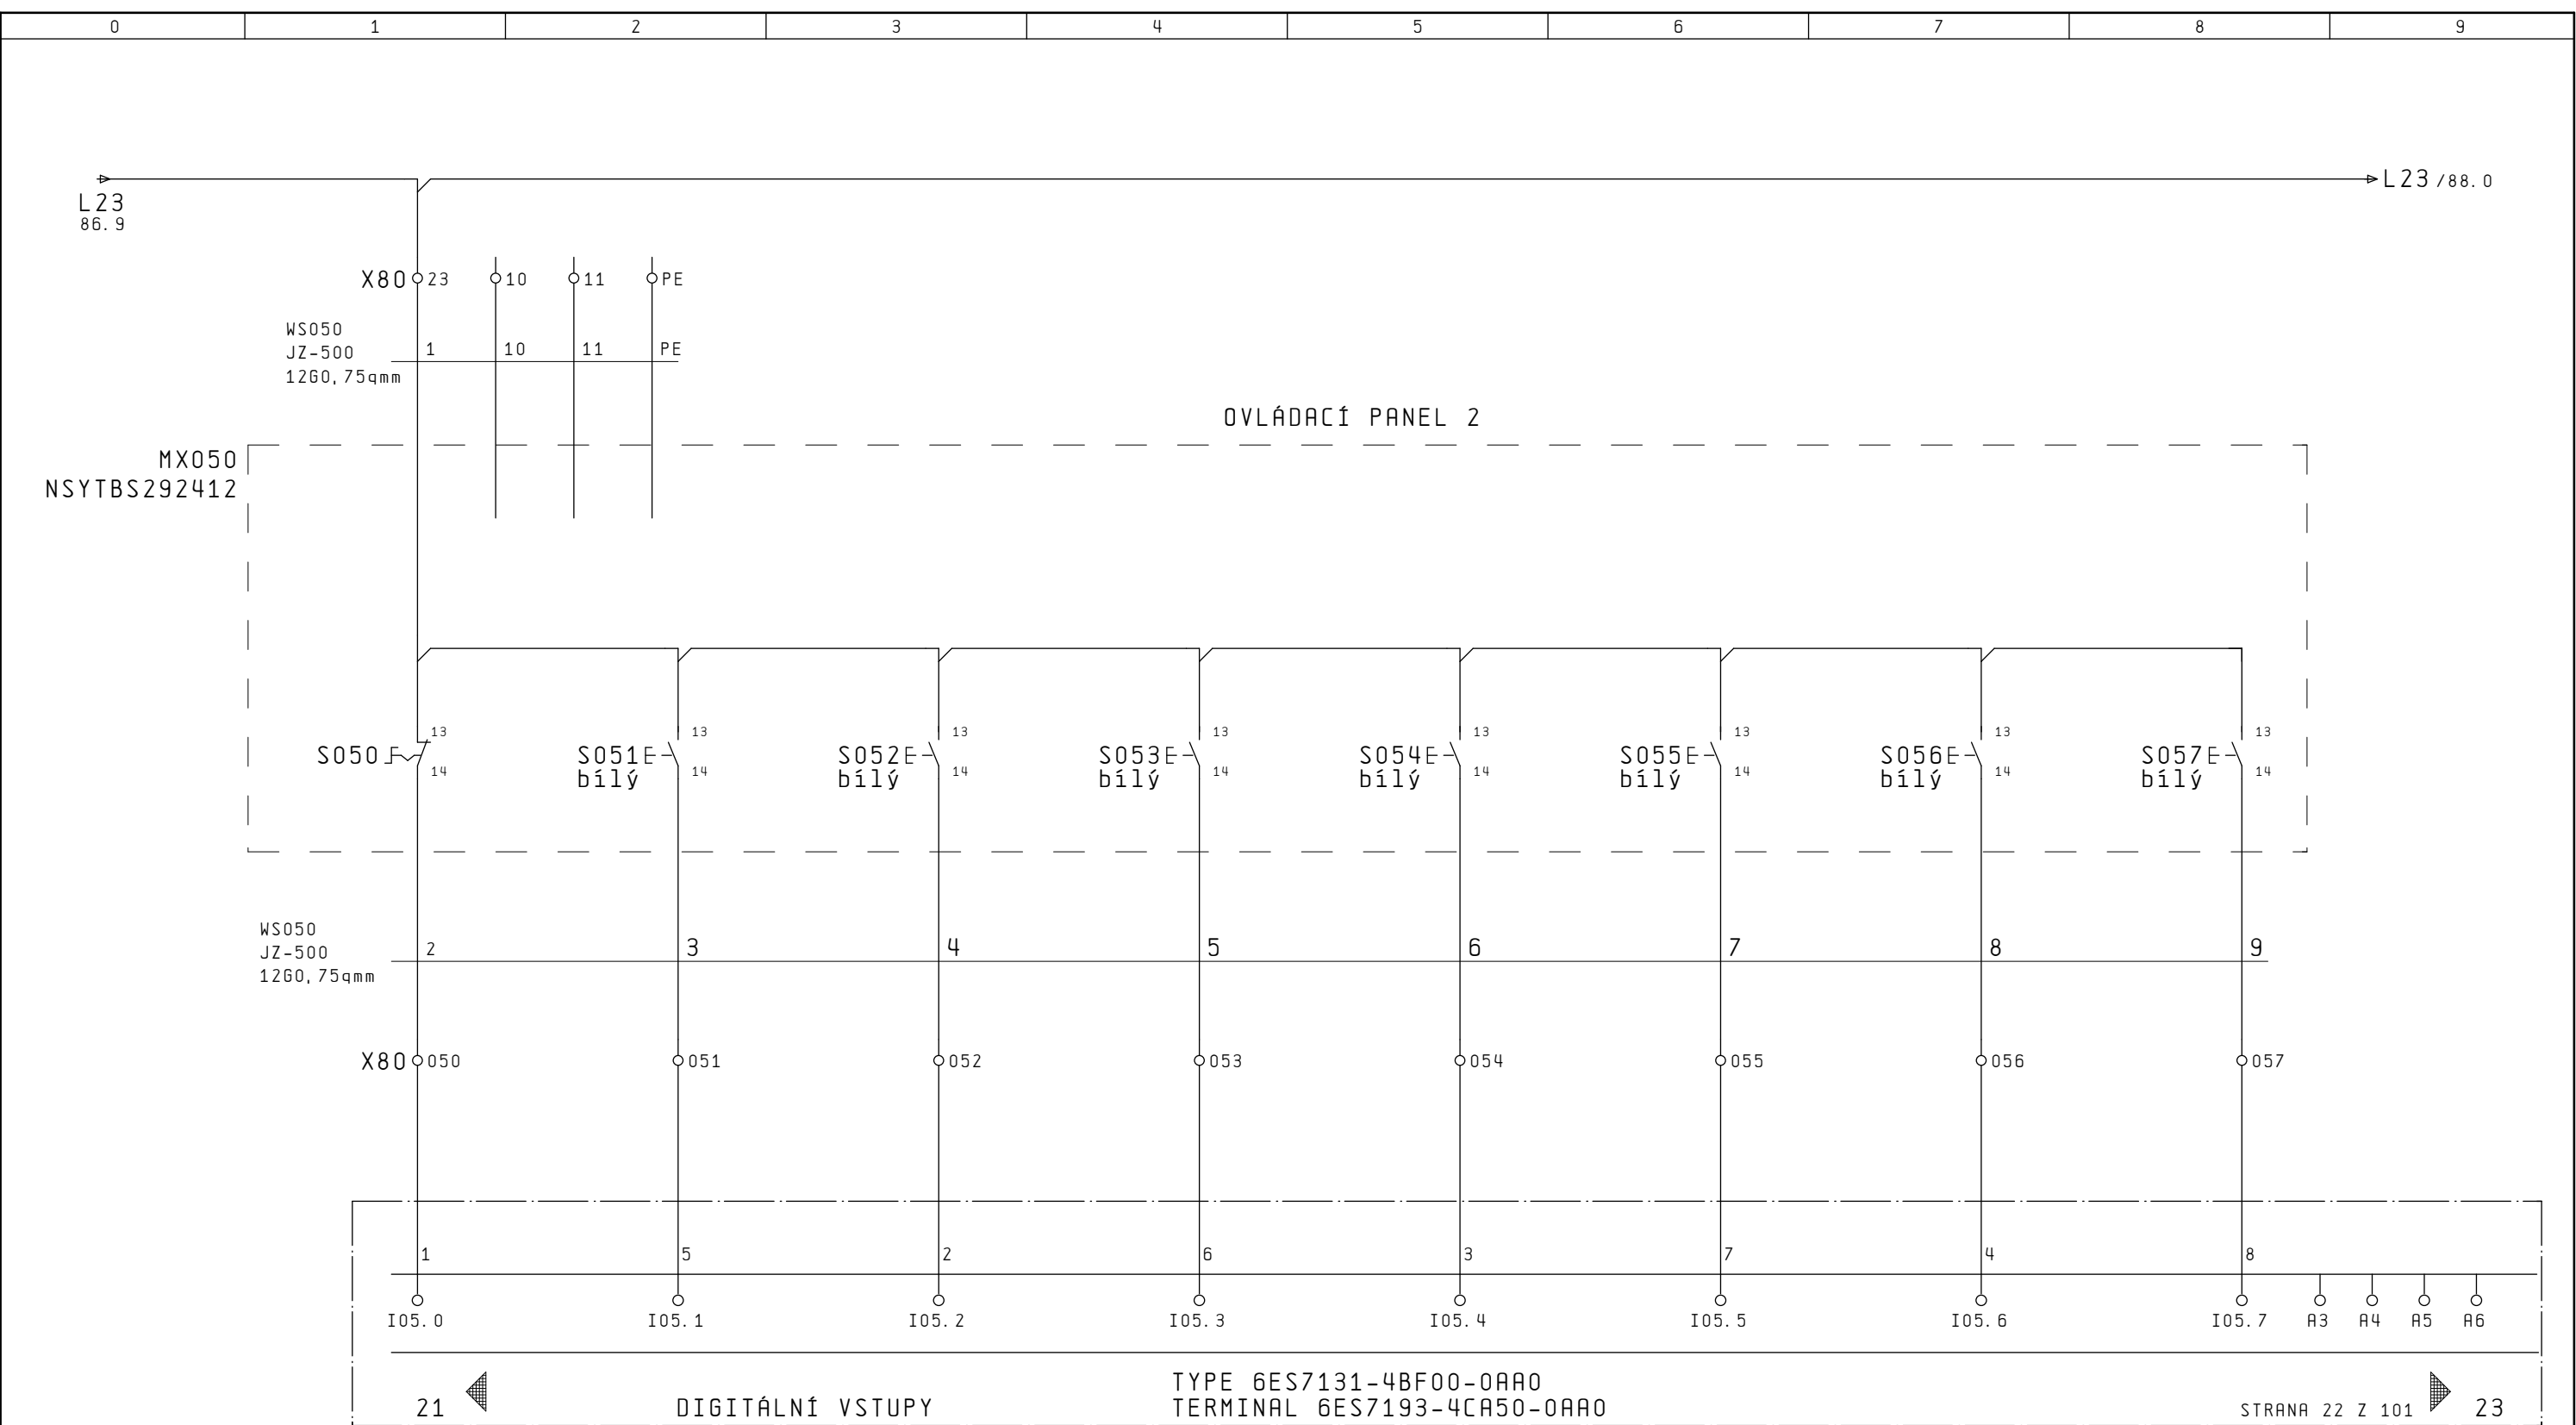 0 1 2 3 4 5 6 7 8 9
L23
86.9
L23 /88.0
X80 23 10 11 PE
WS050
JZ-500
12G0,75qmm
1 10 11 PE
OVLÁDACÍ PANEL 2
MX050
NSYTBS292412
13 13 13 13 13 13 13 13
S050 S051 S052 S053 S054 S055 S056 S057
14 14 14 14 14 14 14 14
bílý bílý bílý bílý bílý bílý bílý
WS050
JZ-500
12G0,75qmm
2 3 4 5 6 7 8 9
X80 050 051 052 053 054 055 056 057
1 5 2 6 3 7 4 8
I05.0 I05.1 I05.2 I05.3 I05.4 I05.5 I05.6 I05.7 A3 A4 A5 A6
TYPE 6ES7131-4BF00-0AA0
21 DIGITÁLNÍ VSTUPY TERMINAL 6ES7193-4CA50-0AA0 STRANA 22 Z 101 23